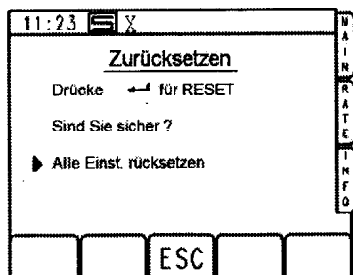 11:23 X
Zurücksetzen
Drücke ↵ für RESET
Sind Sie sicher ?
Alle Einst. rücksetzen
ESC
MAIN
RATE
INFO